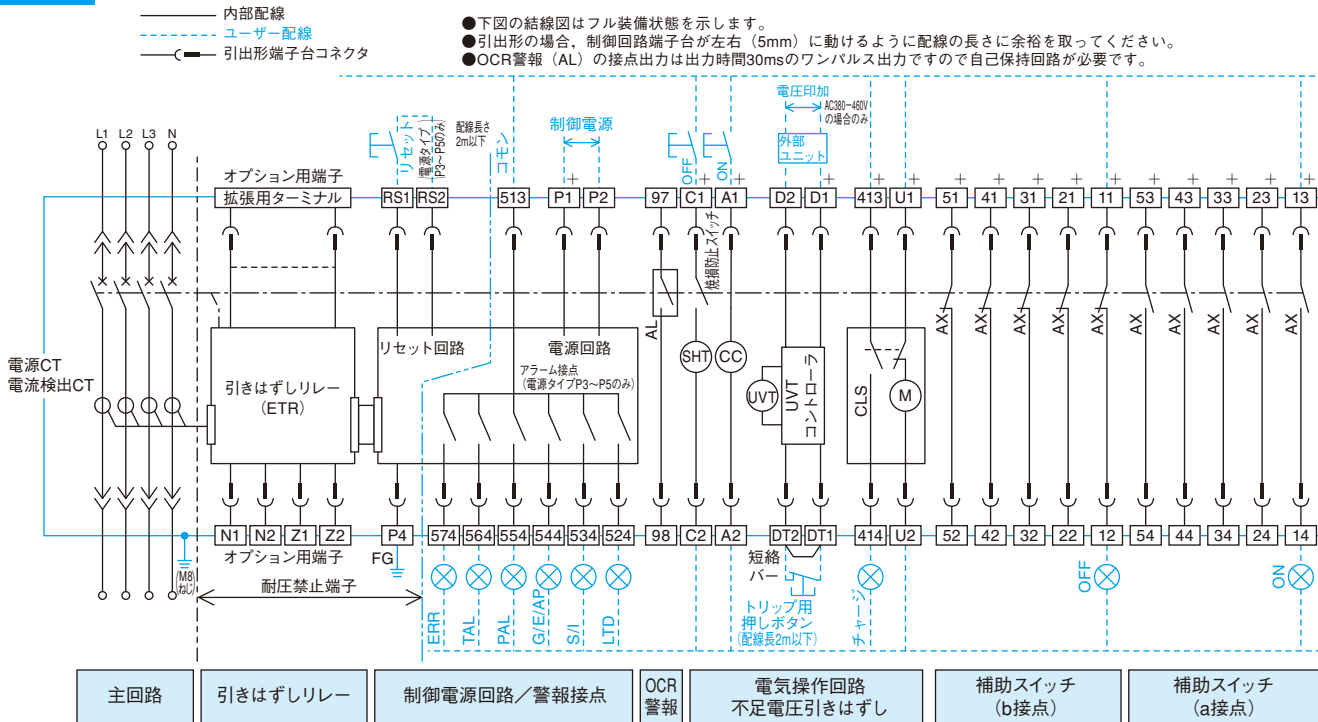 内部配線
ユーザー配線
引出形端子台コネクタ
●下図の結線図はフル装備状態を示します。
●引出形の場合，制御回路端子台が左右（5mm）に動けるように配線の長さに余裕を取ってください。
●OCR警報（AL）の接点出力は出力時間30msのワンパルス出力ですので自己保持回路が必要です。
L1 L2 L3 N
リセット
(電源タイプ P3〜P5のみ)
配線長さ
2m以下
コモン
制御電源
OFF
ON
電圧印加
AC380−460V
の場合のみ
外部
ユニット
オプション用端子
拡張用ターミナル
RS1 RS2 513 P1 + P2 97 C1 + A1 + D2 D1 + 413 + U1 + 51 + 41 + 31 + 21 + 11 + 53 + 43 + 33 + 23 + 13 +
焼損防止スイッチ
電源CT
電流検出CT
引きはずしリレー
(ETR)
リセット回路
電源回路
アラーム接点
(電源タイプP3〜P5のみ)
AL
SHT
CC
UVT
UVT
コントローラ
CLS
M
AX AX AX AX AX AX AX AX AX AX
N1 N2 Z1 Z2 P4 574 564 554 544 534 524 98 C2 A2 DT2 DT1 414 U2 52 42 32 22 12 54 44 34 24 14
オプション用端子
FG
(M8
ねじ)
耐圧禁止端子
ERR
TAL
PAL
G/E/AP
S/I
LTD
短絡
バー
トリップ用
押しボタン
(配線長2m以下)
チャージ
OFF
ON
主回路
引きはずしリレー
制御電源回路／警報接点
OCR
警報
電気操作回路
不足電圧引きはずし
補助スイッチ
（b接点）
補助スイッチ
（a接点）